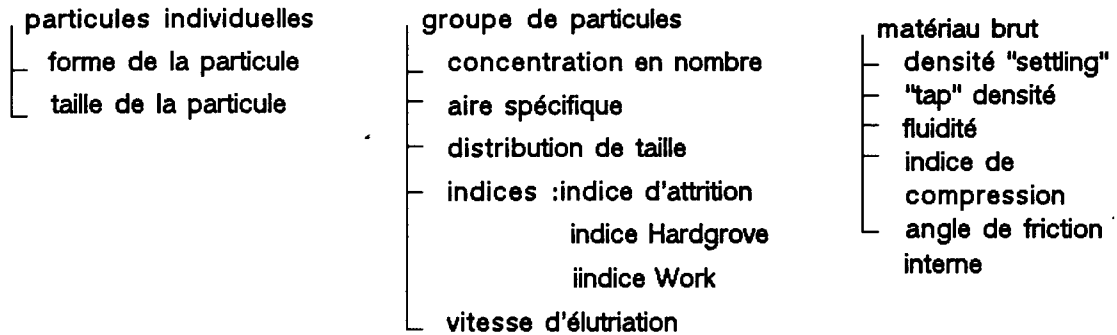 particules individuelles
forme de la particule
taille de la particule
groupe de particules
concentration en nombre
aire spécifique
distribution de taille
indices :indice d'attrition
indice Hardgrove
iindice Work
vitesse d'élutriation
matériau brut
densité "settling"
"tap" densité
fluidité
indice de
compression
angle de friction
interne